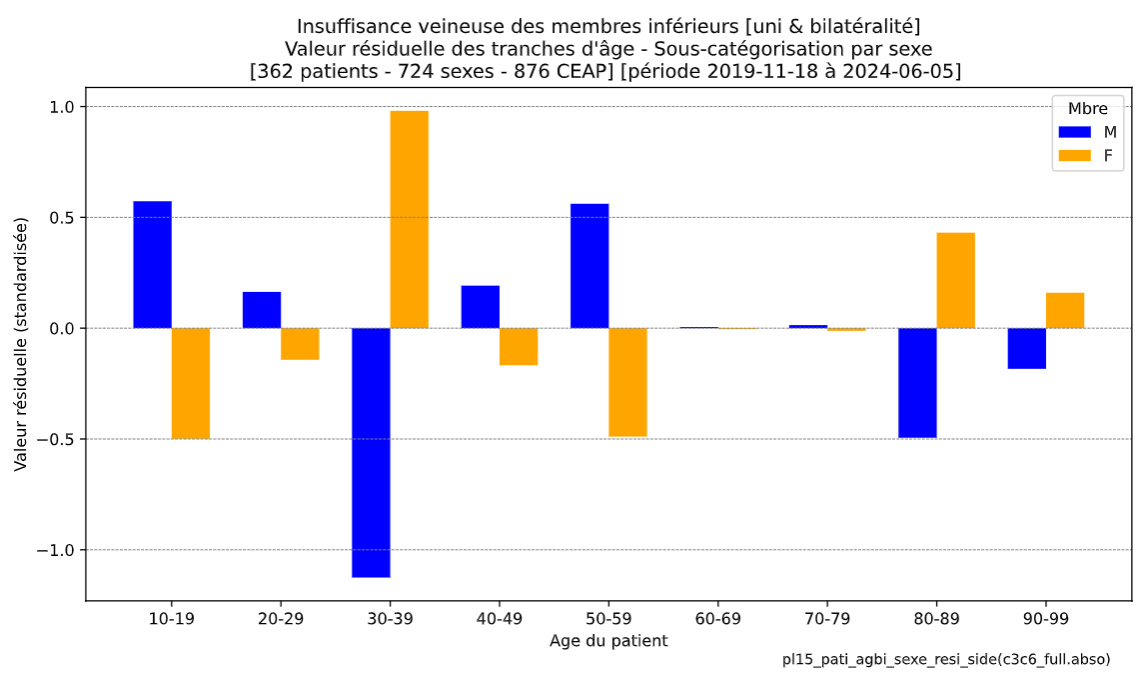 Insuffisance veineuse des membres inférieurs [uni & bilatéralité]
Valeur résiduelle des tranches d'âge - Sous-catégorisation par sexe
[362 patients - 724 sexes - 876 CEAP] [période 2019-11-18 à 2024-06-05]
Mbre
M
F
Valeur résiduelle (standardisée)
1.0
0.5
0.0
−0.5
−1.0
10-19 20-29 30-39 40-49 50-59 60-69 70-79 80-89 90-99
Age du patient
pl15_pati_agbi_sexe_resi_side(c3c6_full.abso)